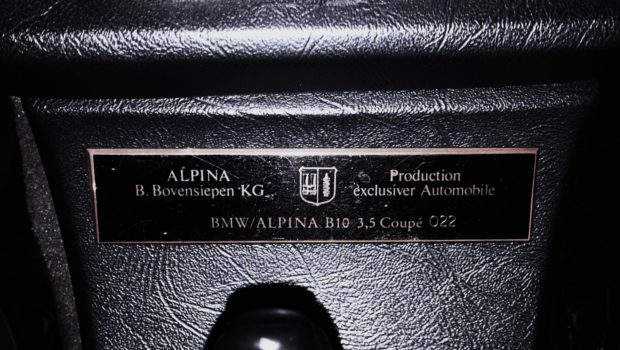 ALPINA
B. Bovensiepen KG
Production
exclusiver Automobile
BMW/ALPINA B10 3,5 Coupé 022